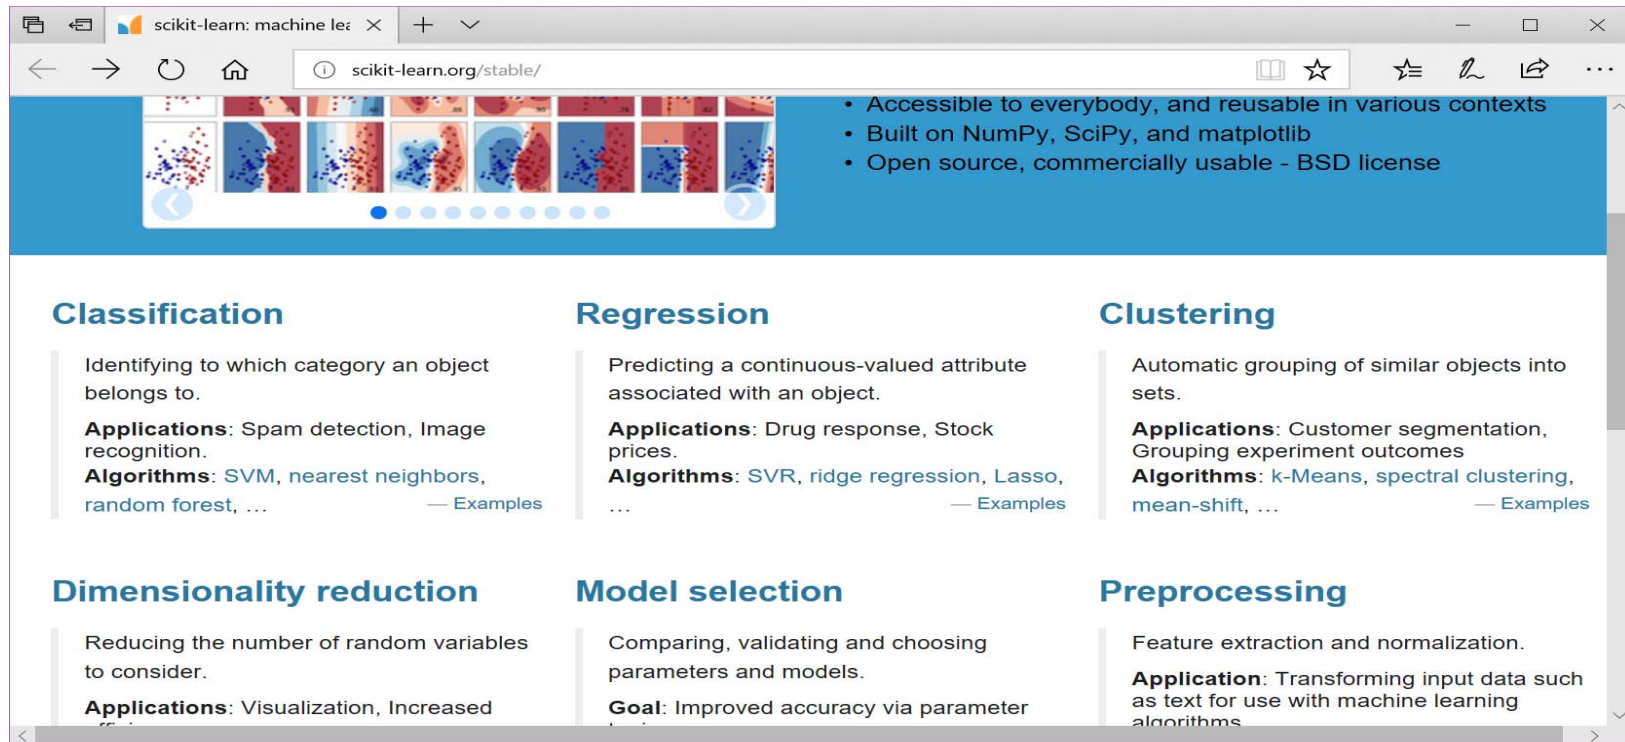 scikit-learn: machine lea
scikit-learn.org/stable/
• Accessible to everybody, and reusable in various contexts
• Built on NumPy, SciPy, and matplotlib
• Open source, commercially usable - BSD license
Classification
Identifying to which category an object
belongs to.
Applications: Spam detection, Image
recognition.
Algorithms: SVM, nearest neighbors,
random forest, ...
— Examples
Regression
Predicting a continuous-valued attribute
associated with an object.
Applications: Drug response, Stock
prices.
Algorithms: SVR, ridge regression, Lasso,
...
— Examples
Clustering
Automatic grouping of similar objects into
sets.
Applications: Customer segmentation,
Grouping experiment outcomes
Algorithms: k-Means, spectral clustering,
mean-shift, ...
— Examples
Dimensionality reduction
Reducing the number of random variables
to consider.
Applications: Visualization, Increased
Model selection
Comparing, validating and choosing
parameters and models.
Goal: Improved accuracy via parameter
Preprocessing
Feature extraction and normalization.
Application: Transforming input data such
as text for use with machine learning
algorithms